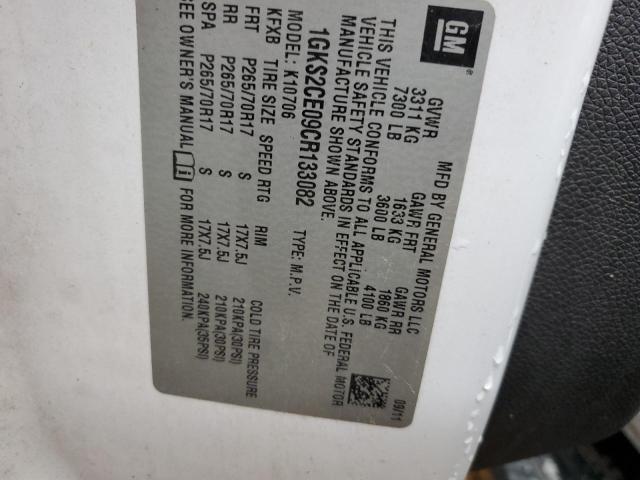 GM
MFD BY GENERAL MOTORS LLC
09/11
GVWR GAWR FRT GAWR RR
3311 KG 1633 KG 1860 KG
7300 LB 3600 LB 4100 LB
THIS VEHICLE CONFORMS TO ALL APPLICABLE U.S. FEDERAL MOTOR
VEHICLE SAFETY STANDARDS IN EFFECT ON THE DATE OF
MANUFACTURE SHOWN ABOVE.
1GKS2CE09CR133082 TYPE: M.P.V.
MODEL: K10706
KFXB TIRE SIZE SPEED RTG RIM COLD TIRE PRESSURE
FRT P265/70R17 S 17X7.5J 210KPA(30PSI)
RR P265/70R17 S 17X7.5J 210KPA(30PSI)
SPA P265/70R17 S 17X7.5J 240KPA(35PSI)
SEE OWNER'S MANUAL FOR MORE INFORMATION.